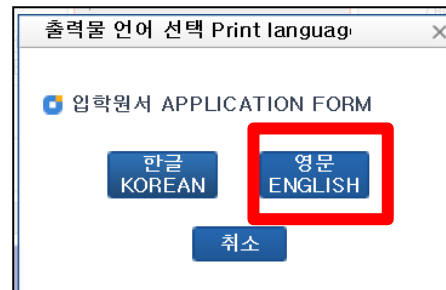 출력물 언어 선택 Print languag
입학원서 APPLICATION FORM
한글
KOREAN
영문
ENGLISH
취소